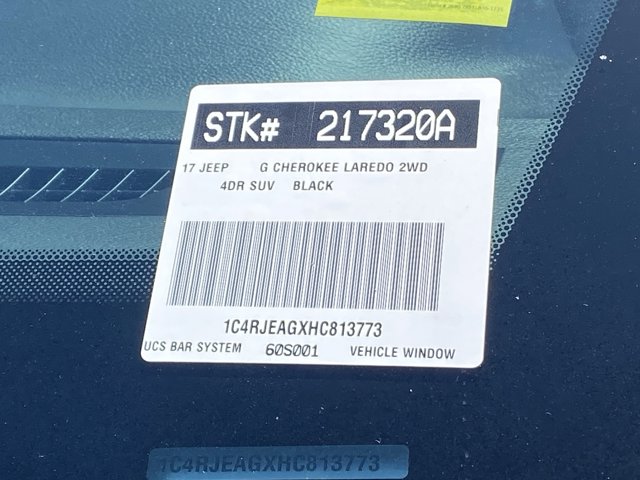 STK# 217320A
17 JEEP G CHEROKEE LAREDO 2WD
4DR SUV BLACK
1C4RJEAGXHC813773
UCS BAR SYSTEM 60S001 VEHICLE WINDOW
1C4RJEAGXHC813773